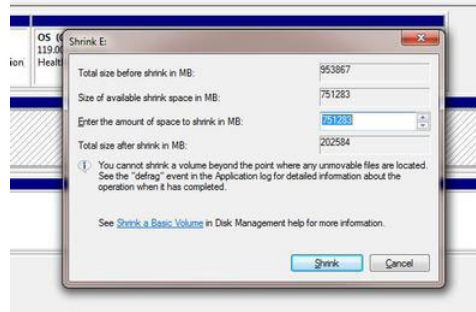 OS (
119.0
ion
Healt
Shrink E:
Total size before shrink in MB: 953867
Size of available shrink space in MB: 751283
Enter the amount of space to shrink in MB: 751283
Total size after shrink in MB: 202584
You cannot shrink a volume beyond the point where any unmovable files are located.
See the "defrag" event in the Application log for detailed information about the
operation when it has completed.
See Shrink a Basic Volume in Disk Management help for more information.
Shrink Cancel